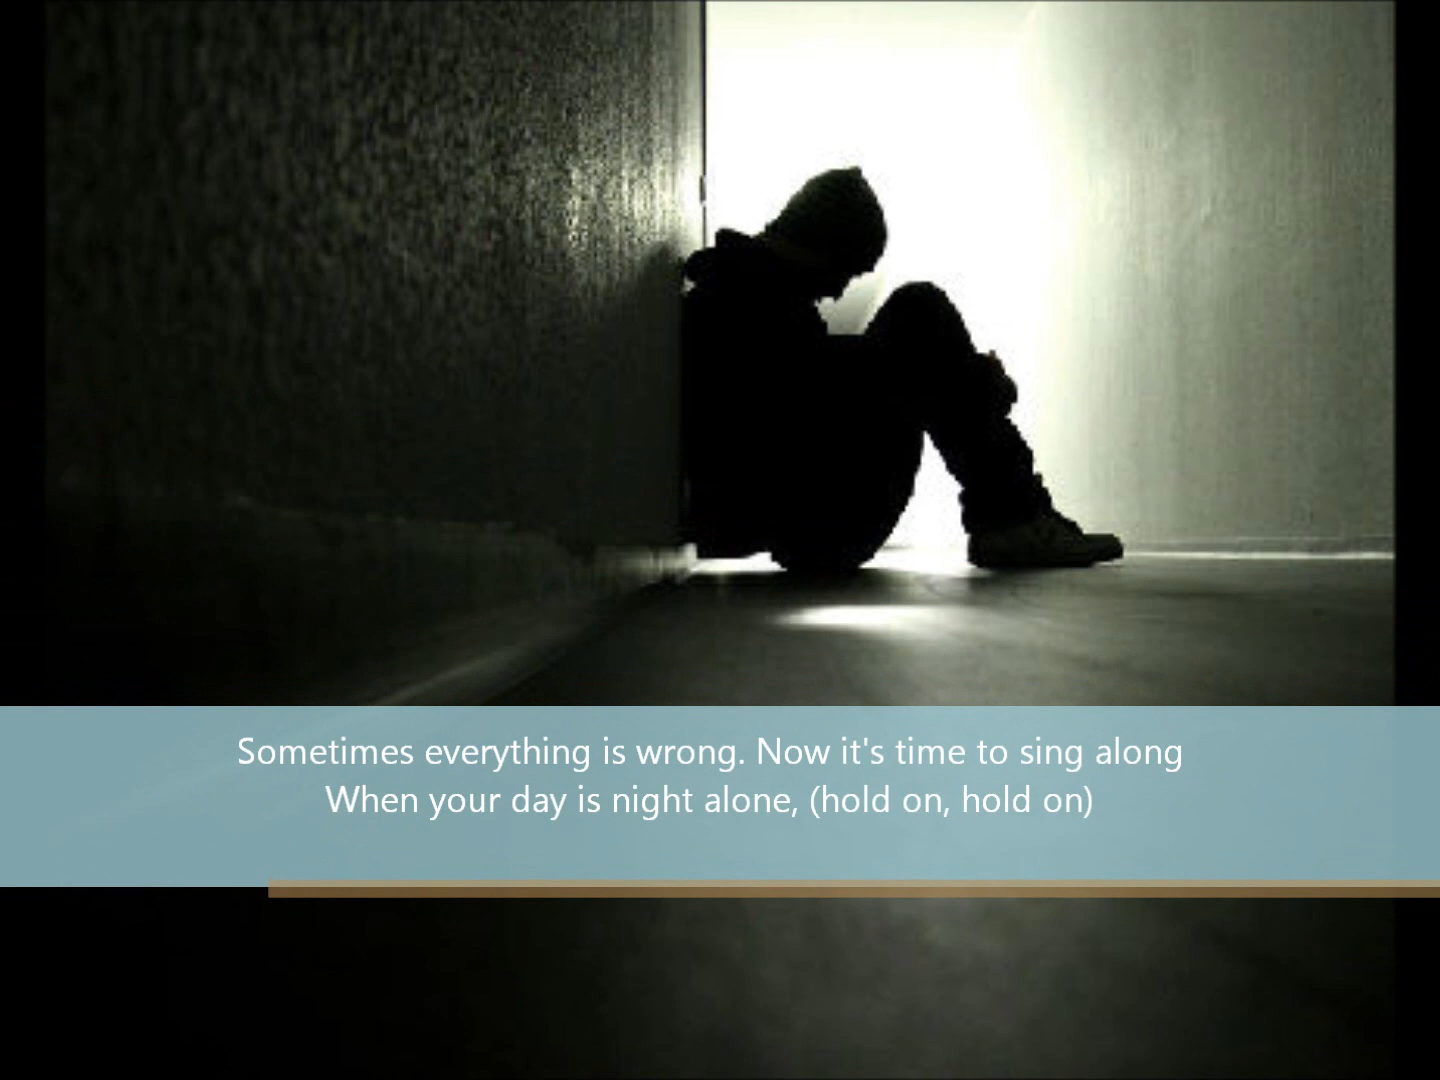 Sometimes everything is wrong. Now it's time to sing along
When your day is night alone, (hold on, hold on)